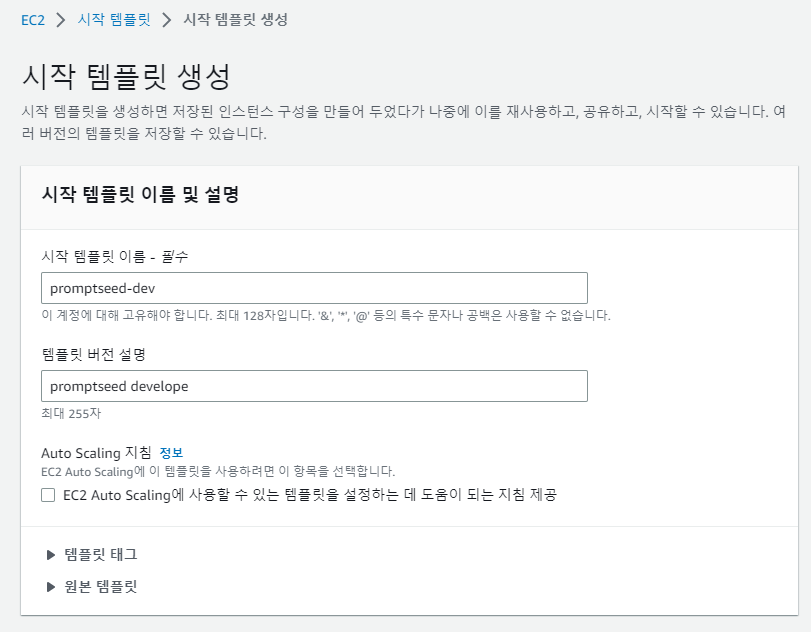 EC2 > 시작 템플릿 > 시작 템플릿 생성
시작 템플릿 생성
시작 템플릿을 생성하면 저장된 인스턴스 구성을 만들어 두었다가 나중에 이를 재사용하고, 공유하고, 시작할 수 있습니다. 여
러 버전의 템플릿을 저장할 수 있습니다.
시작 템플릿 이름 및 설명
시작 템플릿 이름 - 필수
promptseed-dev
이 계정에 대해 고유해야 합니다. 최대 128자입니다. '&', '*', '@' 등의 특수 문자나 공백은 사용할 수 없습니다.
템플릿 버전 설명
promptseed develope
최대 255자
Auto Scaling 지침 정보
EC2 Auto Scaling에 이 템플릿을 사용하려면 이 항목을 선택합니다.
EC2 Auto Scaling에 사용할 수 있는 템플릿을 설정하는 데 도움이 되는 지침 제공
템플릿 태그
원본 템플릿